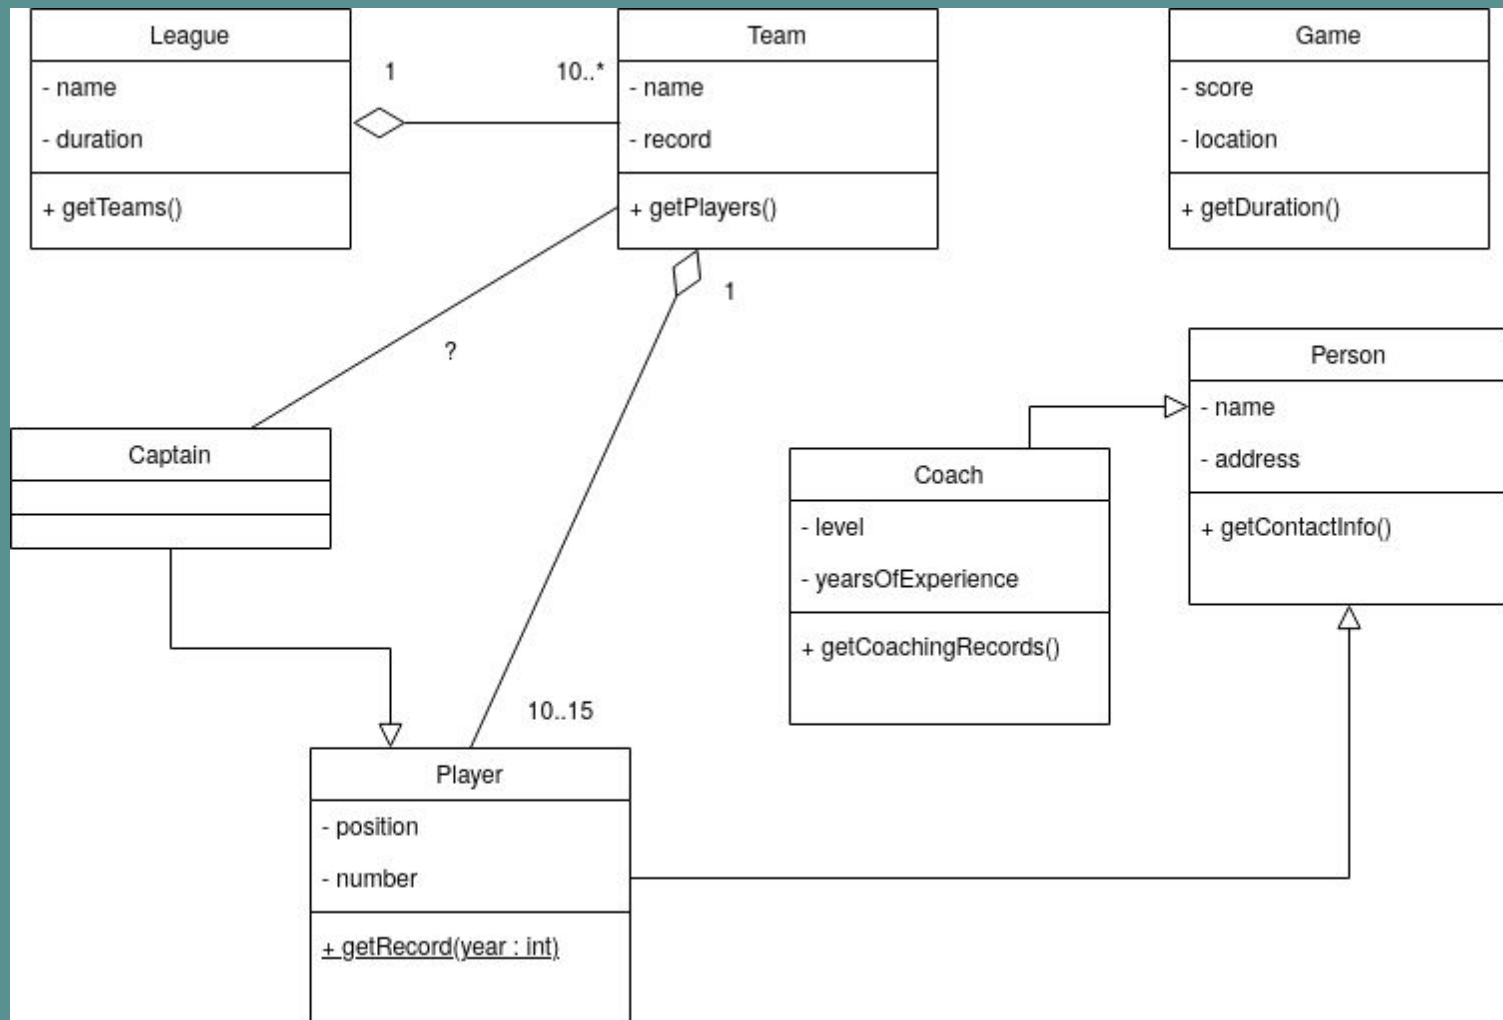 League
- name
- duration
+ getTeams()
1
10..*
Team
- name
- record
+ getPlayers()
Game
- score
- location
+ getDuration()
1
?
Person
- name
- address
+ getContactInfo()
Captain
Coach
- level
- yearsOfExperience
+ getCoachingRecords()
10..15
Player
- position
- number
+ getRecord(year : int)